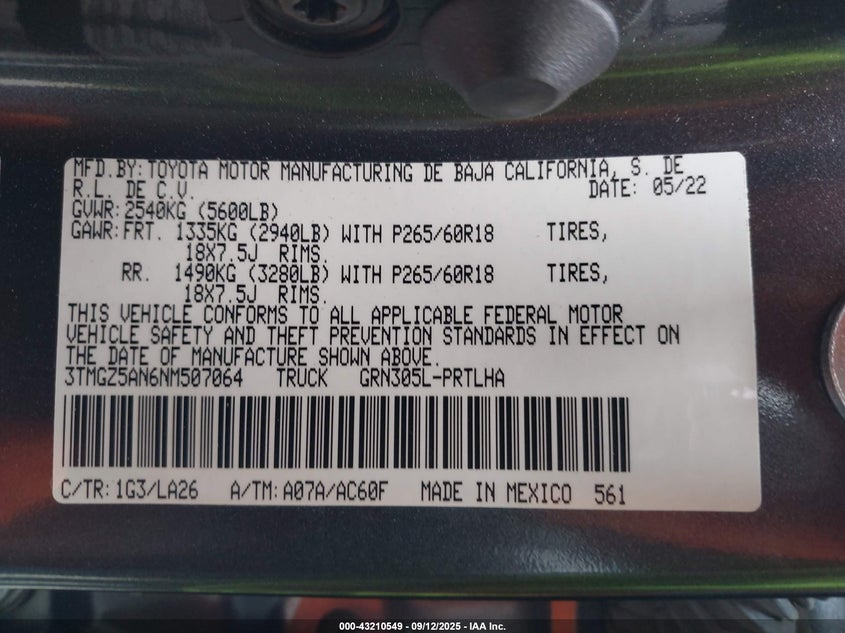 MFD.BY:TOYOTA MOTOR MANUFACTURING DE BAJA CALIFORNIA, S. DE
R.L. DE C.V. DATE: 05/22
GVWR:2540KG (5600LB)
GAWR:FRT. 1335KG (2940LB) WITH P265/60R18 TIRES,
18X7.5J RIMS.
RR. 1490KG (3280LB) WITH P265/60R18 TIRES,
18X7.5J RIMS.
THIS VEHICLE CONFORMS TO ALL APPLICABLE FEDERAL MOTOR
VEHICLE SAFETY AND THEFT PREVENTION STANDARDS IN EFFECT ON
THE DATE OF MANUFACTURE SHOWN ABOVE.
3TMGZ5AN6NM507064 TRUCK GRN305L-PRTLHA
C/TR:1G3/LA26 A/TM:A07A/AC60F MADE IN MEXICO 561
000-43210549 - 09/12/2025 - IAA Inc.